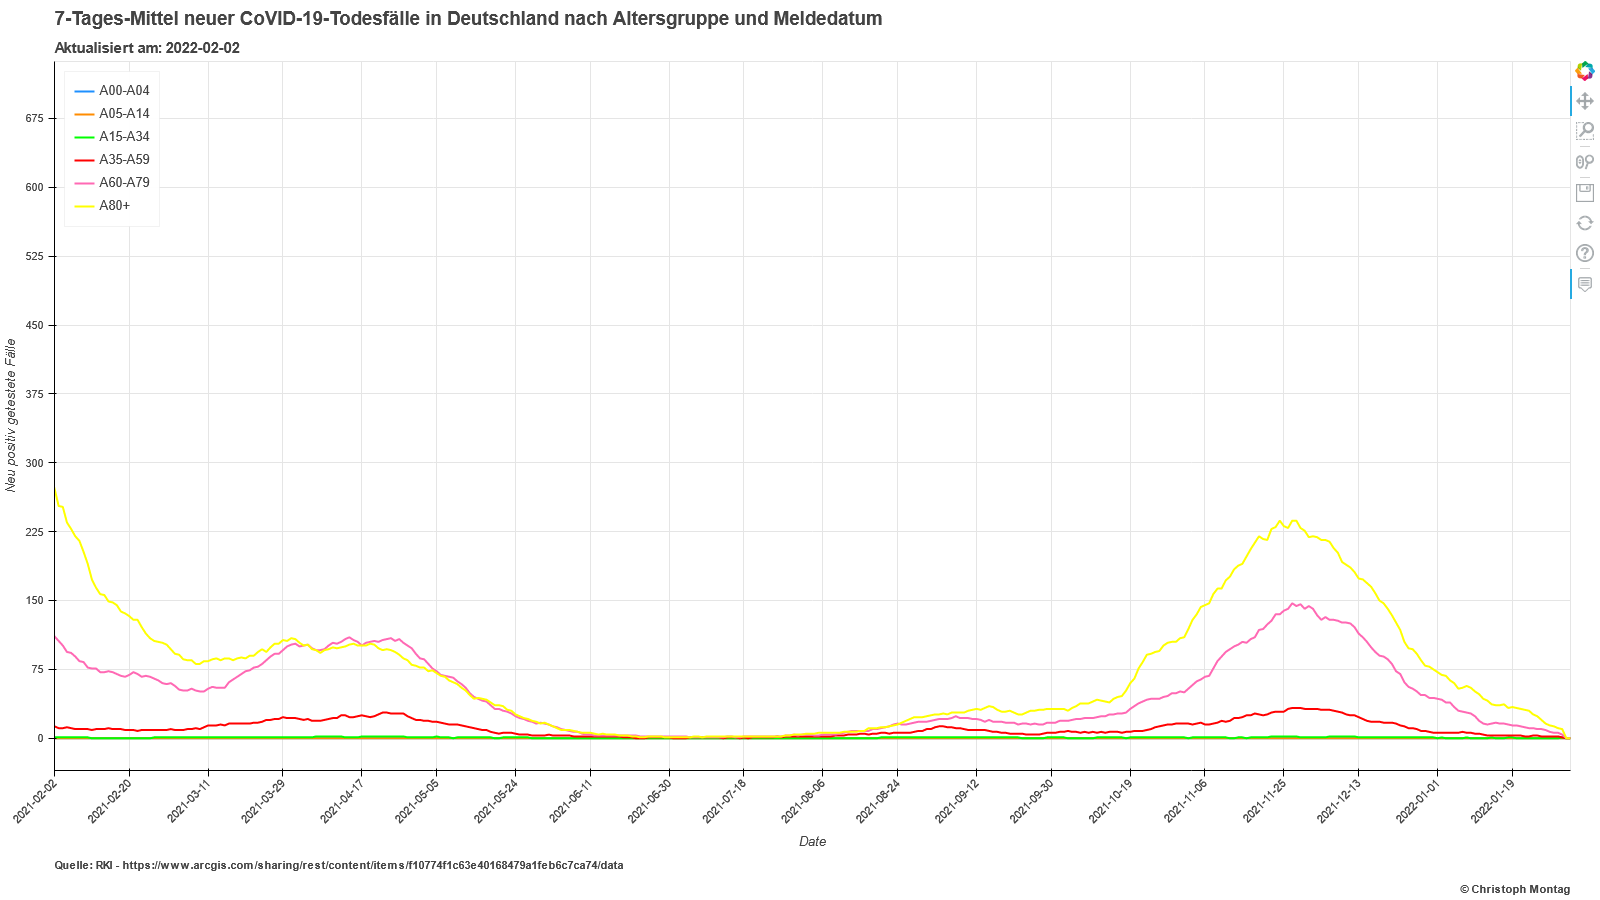 7-Tages-Mittel neuer CoVID-19-Todesfälle in Deutschland nach Altersgruppe und Meldedatum
Aktualisiert am: 2022-02-02
A00-A04
A05-A14
A15-A34
A35-A59
A60-A79
A80+
675
600
525
450
375
300
225
150
75
0
Neu positiv getestete Fälle
2021-02-02
2021-02-20
2021-03-11
2021-03-29
2021-04-17
2021-05-05
2021-05-24
2021-06-11
2021-06-30
2021-07-18
2021-08-06
2021-08-24
2021-09-12
2021-09-30
2021-10-19
2021-11-06
2021-11-25
2021-12-13
2022-01-01
2022-01-19
Date
Quelle: RKI - https://www.arcgis.com/sharing/rest/content/items/f10774f1c63e40168479a1feb6c7ca74/data
© Christoph Montag